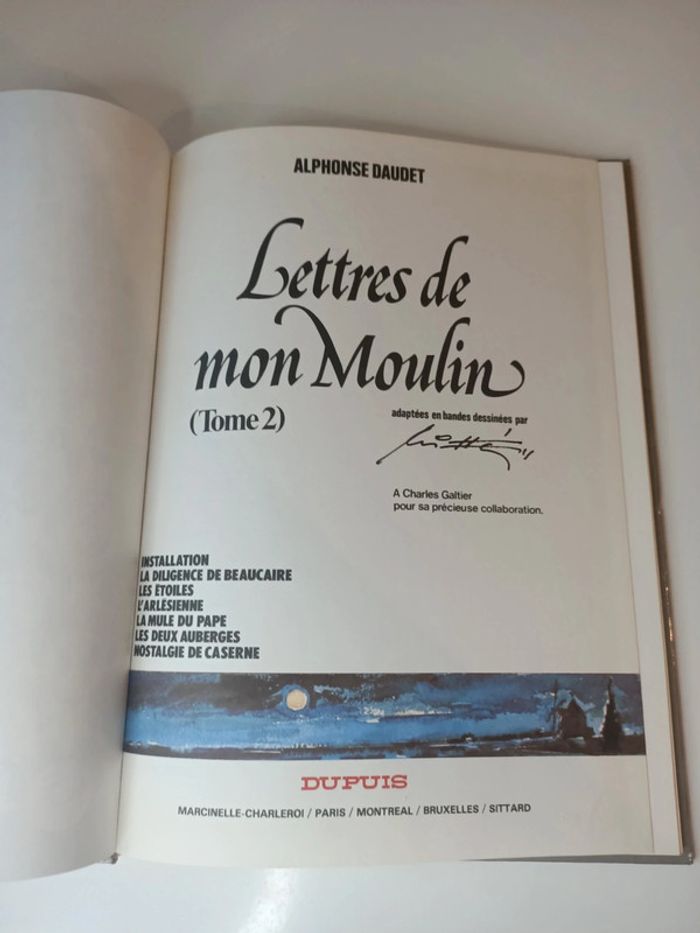 ALPHONSE DAUDET
Lettres de
mon Moulin
(Tome 2)
adaptées en bandes dessinées par
A Charles Galtier
pour sa précieuse collaboration.
INSTALLATION
LA DILIGENCE DE BEAUCAIRE
LES ÉTOILES
L'ARLÉSIENNE
LA MULE DU PAPE
LES DEUX AUBERGES
NOSTALGIE DE CASERNE
DUPUIS
MARCINELLE-CHARLEROI / PARIS / MONTREAL / BRUXELLES / SITTARD